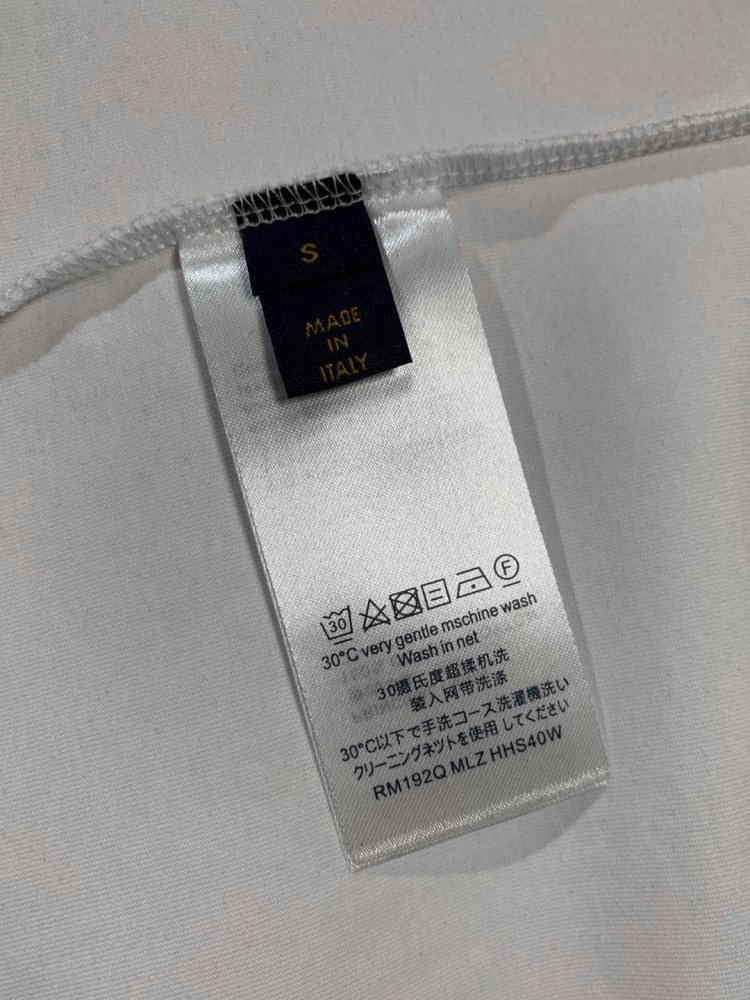 S
MADE
IN
ITALY
30
F
30°C very gentle mschine wash
Wash in net
30摄氏度超揉机洗
装入网带洗涤
30°C以下で手洗コース洗濯機洗い
クリーニングネットを使用 してください
RM192Q MLZ HHS40W